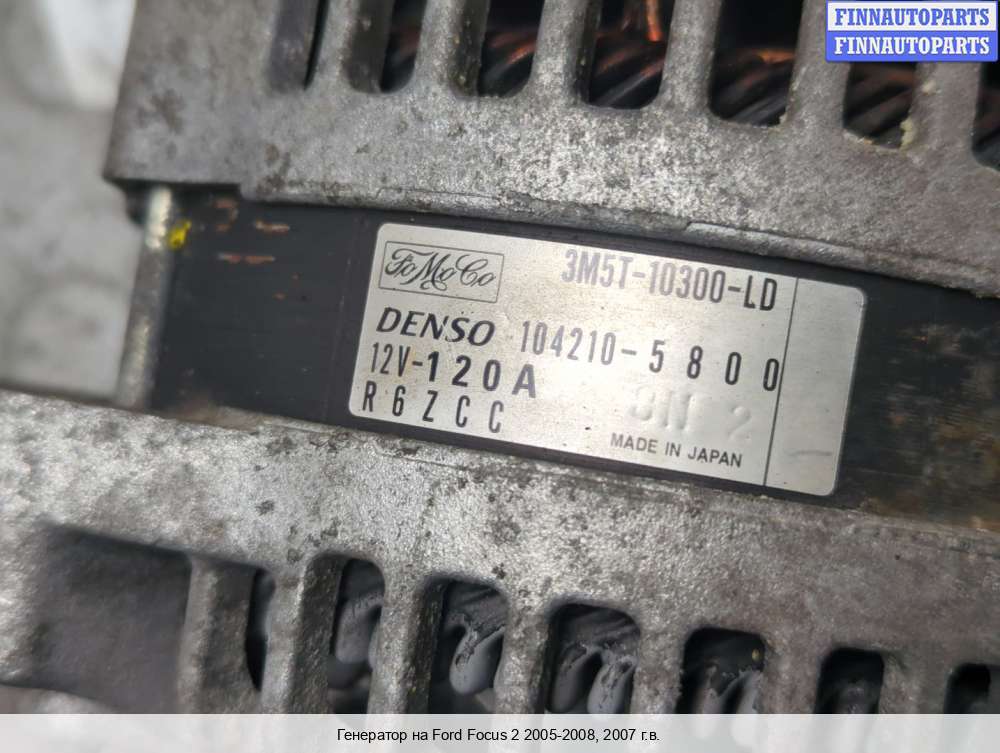 FINNAUTOPARTS
FINNAUTOPARTS
FoMoCo
3M5T-10300-LD
DENSO 104210-5800
12V-120A
R6ZCC
2
MADE IN JAPAN
Генератор на Ford Focus 2 2005-2008, 2007 г.в.